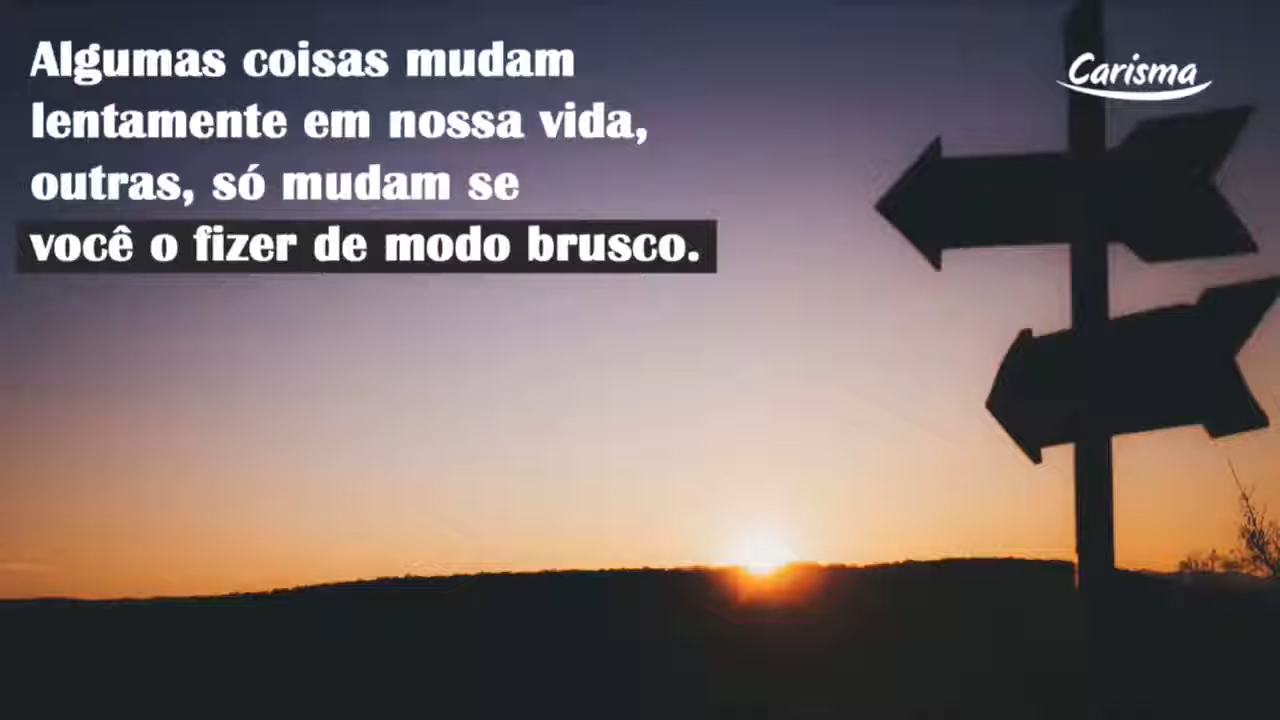 Algumas coisas mudam
lentamente em nossa vida,
outras, só mudam se
você o fizer de modo brusco.
Carisma